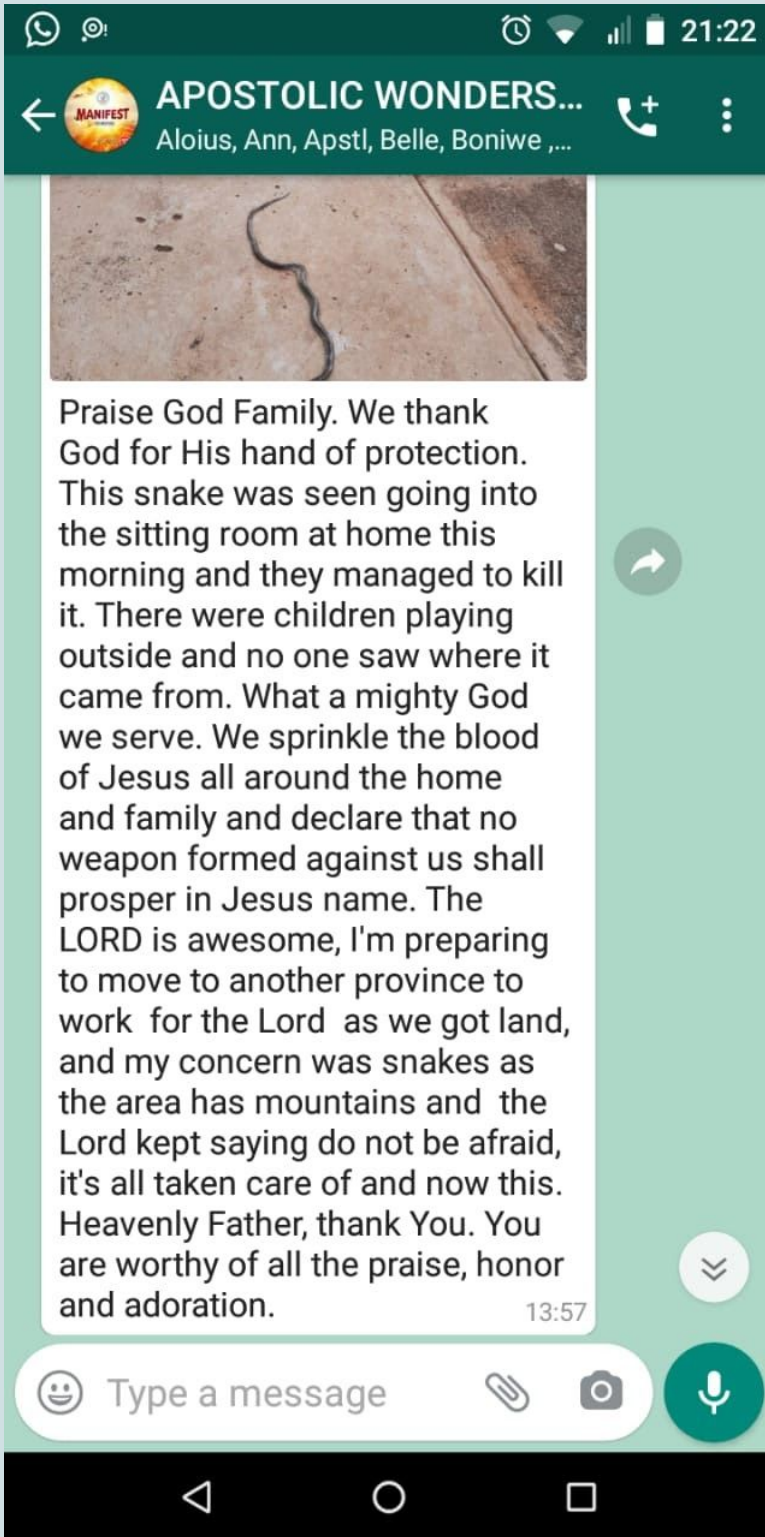 21:22
APOSTOLIC WONDERS...
MANIFEST
Aloius, Ann, Apstl, Belle, Boniwe ,...
Praise God Family. We thank
God for His hand of protection.
This snake was seen going into
the sitting room at home this
morning and they managed to kill
it. There were children playing
outside and no one saw where it
came from. What a mighty God
we serve. We sprinkle the blood
of Jesus all around the home
and family and declare that no
weapon formed against us shall
prosper in Jesus name. The
LORD is awesome, I'm preparing
to move to another province to
work  for the Lord  as we got land,
and my concern was snakes as
the area has mountains and  the
Lord kept saying do not be afraid,
it's all taken care of and now this.
Heavenly Father, thank You. You
are worthy of all the praise, honor
and adoration.
13:57
Type a message